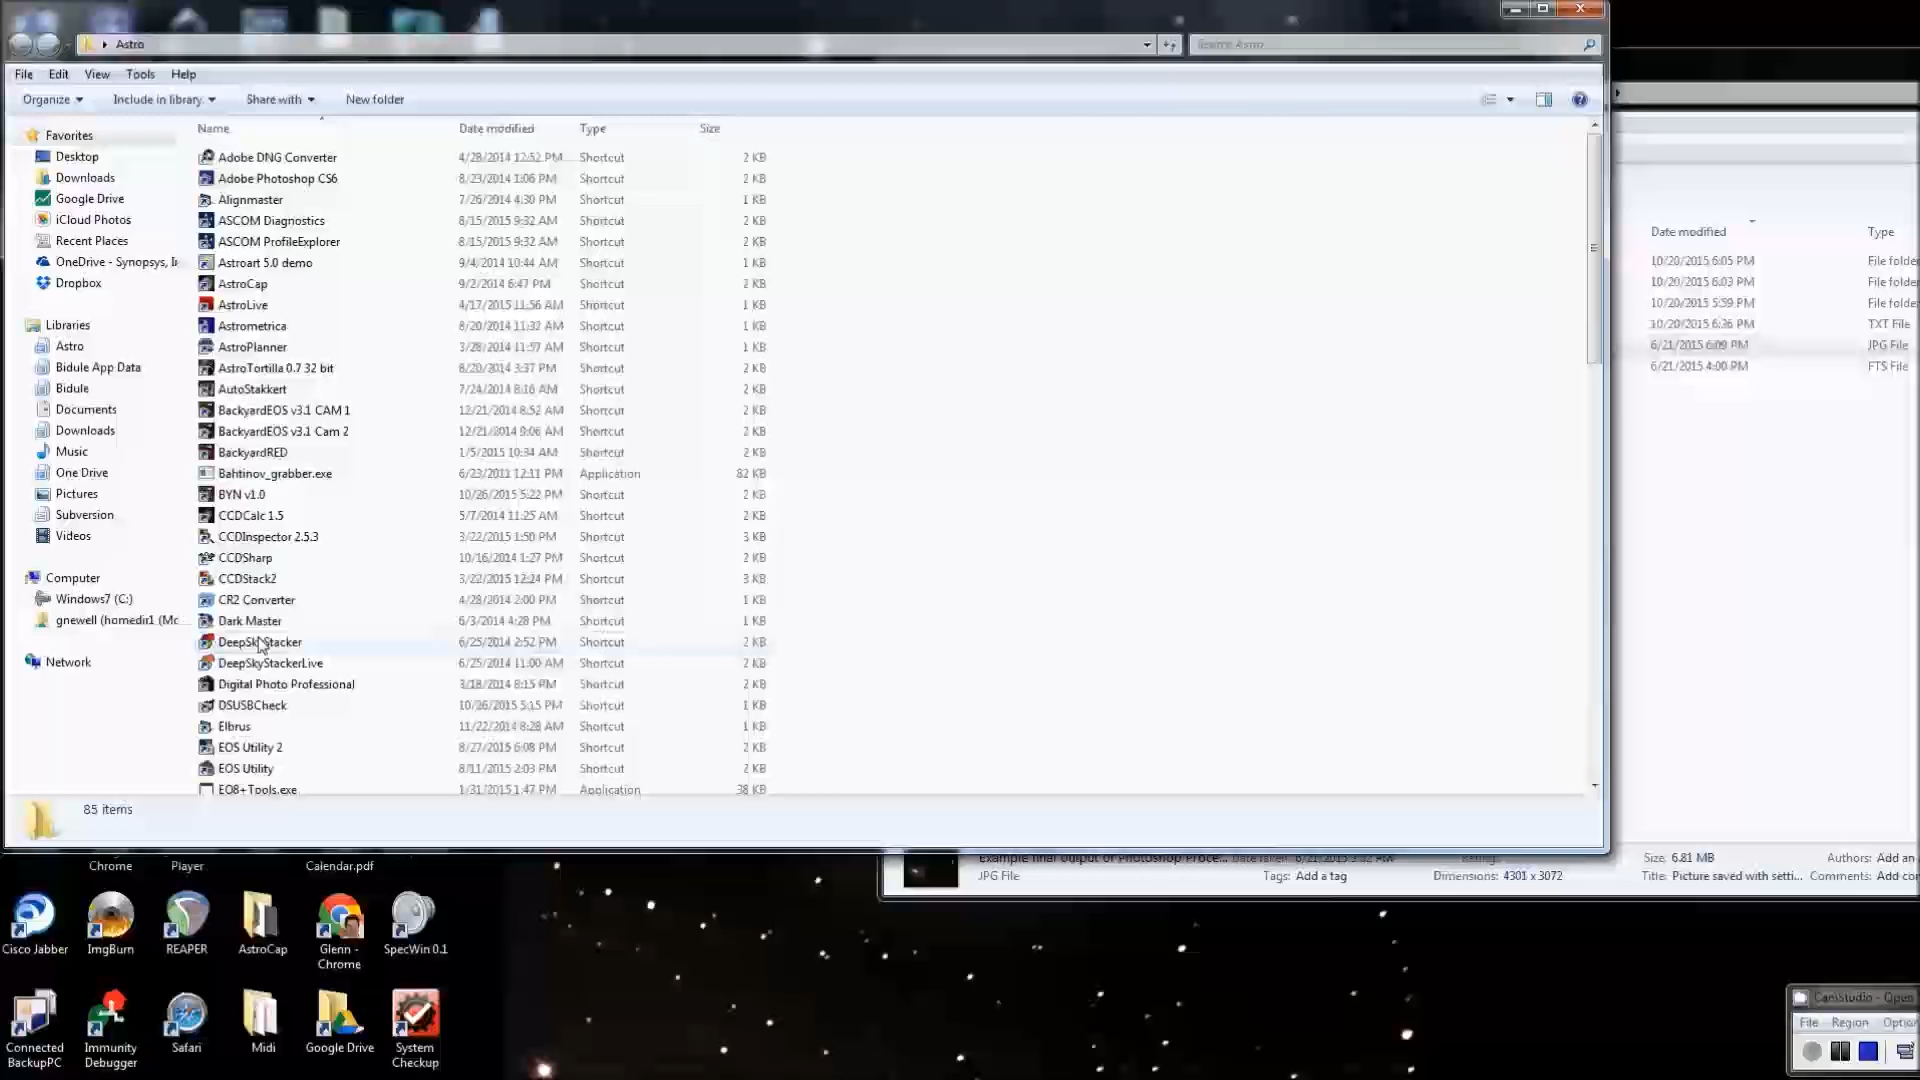 Astro
Search Astro
File Edit View Tools Help
Organize Include in library Share with New folder
Name Date modified Type Size
Adobe DNG Converter 4/28/2014 12:52 PM Shortcut 2 KB
Adobe Photoshop CS6 8/23/2014 1:06 PM Shortcut 2 KB
Alignmaster 7/26/2014 4:30 PM Shortcut 1 KB
ASCOM Diagnostics 8/15/2015 9:32 AM Shortcut 2 KB
ASCOM ProfileExplorer 8/15/2015 9:32 AM Shortcut 2 KB
Astroart 5.0 demo 9/4/2014 10:44 AM Shortcut 1 KB
AstroCap 9/2/2014 6:47 PM Shortcut 2 KB
AstroLive 4/17/2015 11:56 AM Shortcut 1 KB
Astrometrica 8/20/2014 11:32 AM Shortcut 1 KB
AstroPlanner 3/28/2014 11:57 AM Shortcut 1 KB
AstroTortilla 0.7 32 bit 8/20/2014 3:37 PM Shortcut 2 KB
AutoStakkert 7/24/2014 8:16 AM Shortcut 1 KB
BackyardEOS v3.1 CAM 1 12/21/2014 8:52 AM Shortcut 2 KB
BackyardEOS v3.1 Cam 2 12/21/2014 9:06 AM Shortcut 2 KB
BackyardRED 1/5/2015 10:34 AM Shortcut 2 KB
Bahtinov_grabber.exe 6/23/2011 12:11 PM Application 82 KB
BYN v1.0 10/26/2015 5:22 PM Shortcut 2 KB
CCDCalc 1.5 5/7/2014 11:25 AM Shortcut 2 KB
CCDInspector 2.5.3 3/22/2015 1:50 PM Shortcut 3 KB
CCDSharp 10/16/2014 1:27 PM Shortcut 2 KB
CCDStack2 3/22/2015 12:24 PM Shortcut 3 KB
CR2 Converter 4/28/2014 2:00 PM Shortcut 1 KB
Dark Master 6/3/2014 4:28 PM Shortcut 1 KB
DeepSkyStacker 6/25/2014 2:52 PM Shortcut 2 KB
DeepSkyStackerLive 6/25/2014 11:00 AM Shortcut 2 KB
Digital Photo Professional 3/18/2014 8:15 PM Shortcut 2 KB
DSUSBCheck 10/26/2015 5:15 PM Shortcut 2 KB
Elbrus 11/22/2014 8:28 AM Shortcut 1 KB
EOS Utility 2 8/27/2015 6:08 PM Shortcut 2 KB
EOS Utility 8/11/2015 2:03 PM Shortcut 2 KB
EQ8+Tools.exe 1/31/2015 1:47 PM Application 38 KB
Favorites
Desktop
Downloads
Google Drive
iCloud Photos
Recent Places
OneDrive - Synopsys, I
Dropbox
Libraries
Astro
Bidule App Data
Bidule
Documents
Downloads
Music
One Drive
Pictures
Subversion
Videos
Computer
Windows7 (C:)
gnewell (homedir1 (Mc
Network
85 items
Date modified Type
10/20/2015 6:05 PM File folde
10/20/2015 6:03 PM File folde
10/20/2015 5:59 PM File folde
10/20/2015 6:36 PM TXT File
6/21/2015 6:09 PM JPG File
6/21/2015 4:00 PM FTS File
Example final output of Photoshop Proce... Date taken: 6/21/2015 3:32 PM Rating:
JPG File Tags: Add a tag Dimensions: 4301 x 3072
Size: 6.81 MB Authors: Add an
Title: Picture saved with setti... Comments: Add co
Chrome Player Calendar.pdf
Cisco Jabber ImgBurn REAPER AstroCap Glenn - Chrome SpecWin 0.1
Connected BackupPC Immunity Debugger Safari Midi Google Drive System Checkup
CamStudio - Open
File Region Option